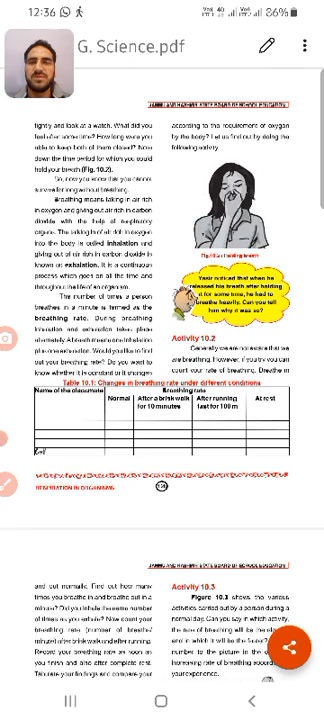 12:36
86%
G. Science.pdf
JAMMU AND KASHMIR STATE BOARD OF SCHOOL EDUCATION
tightly and look at a watch. What did you
feel after some time? How long were you
able to keep both of them closed? Note
down the time period for which you could
hold your breath (Fig. 10.2).
So, now you know that you cannot
survive for long without breathing.
Breathing means taking in air rich
in oxygen and giving out air rich in carbon
dioxide with the help of respiratory
organs. The taking in of air rich in oxygen
into the body is called inhalation and
giving out of air rich in carbon dioxide is
known as exhalation. It is a continuous
process which goes on all the time and
throughout the life of an organism.
The number of times a person
breathes in a minute is termed as the
breathing rate. During breathing
inhalation and exhalation takes place
alternately. A breath means one inhalation
plus one exhalation. Would you like to find
out your breathing rate? Do you want to
know whether it is constant or it changes
according to the requirement of oxygen
by the body? Let us find out by doing the
following activity.
Fig.10.2 : Holding breath
Yasir noticed that when he
released his breath after holding
it for some time, he had to
breathe heavily. Can you tell
him why it was so?
Activity 10.2
Generally we are not aware that we
are breathing. However, if you try you can
count your rate of breathing. Breathe in
Table 10.1: Changes in breathing rate under different conditions
Name of the classmate
Breathing rate
Normal
After a brisk walk
for 10 minutes
After running
fast for 100 m
At rest
Self
RESPIRATION IN ORGANISMS
JAMMU AND KASHMIR STATE BOARD OF SCHOOL EDUCATION
and out normally. Find out how many
times you breathe in and breathe out in a
minute? Did you inhale the same number
of times as you exhale? Now count your
breathing rate (number of breaths/
minute) after brisk walk and after running.
Record your breathing rate as soon as
you finish and also after complete rest.
Tabulate your findings and compare your
Activity 10.3
Figure 10.3 shows the various
activities carried out by a person during a
normal day. Can you say in which activity,
the rate of breathing will be the
and in which it will be the
number to the picture in the
increasing rate of breathing
your experience.